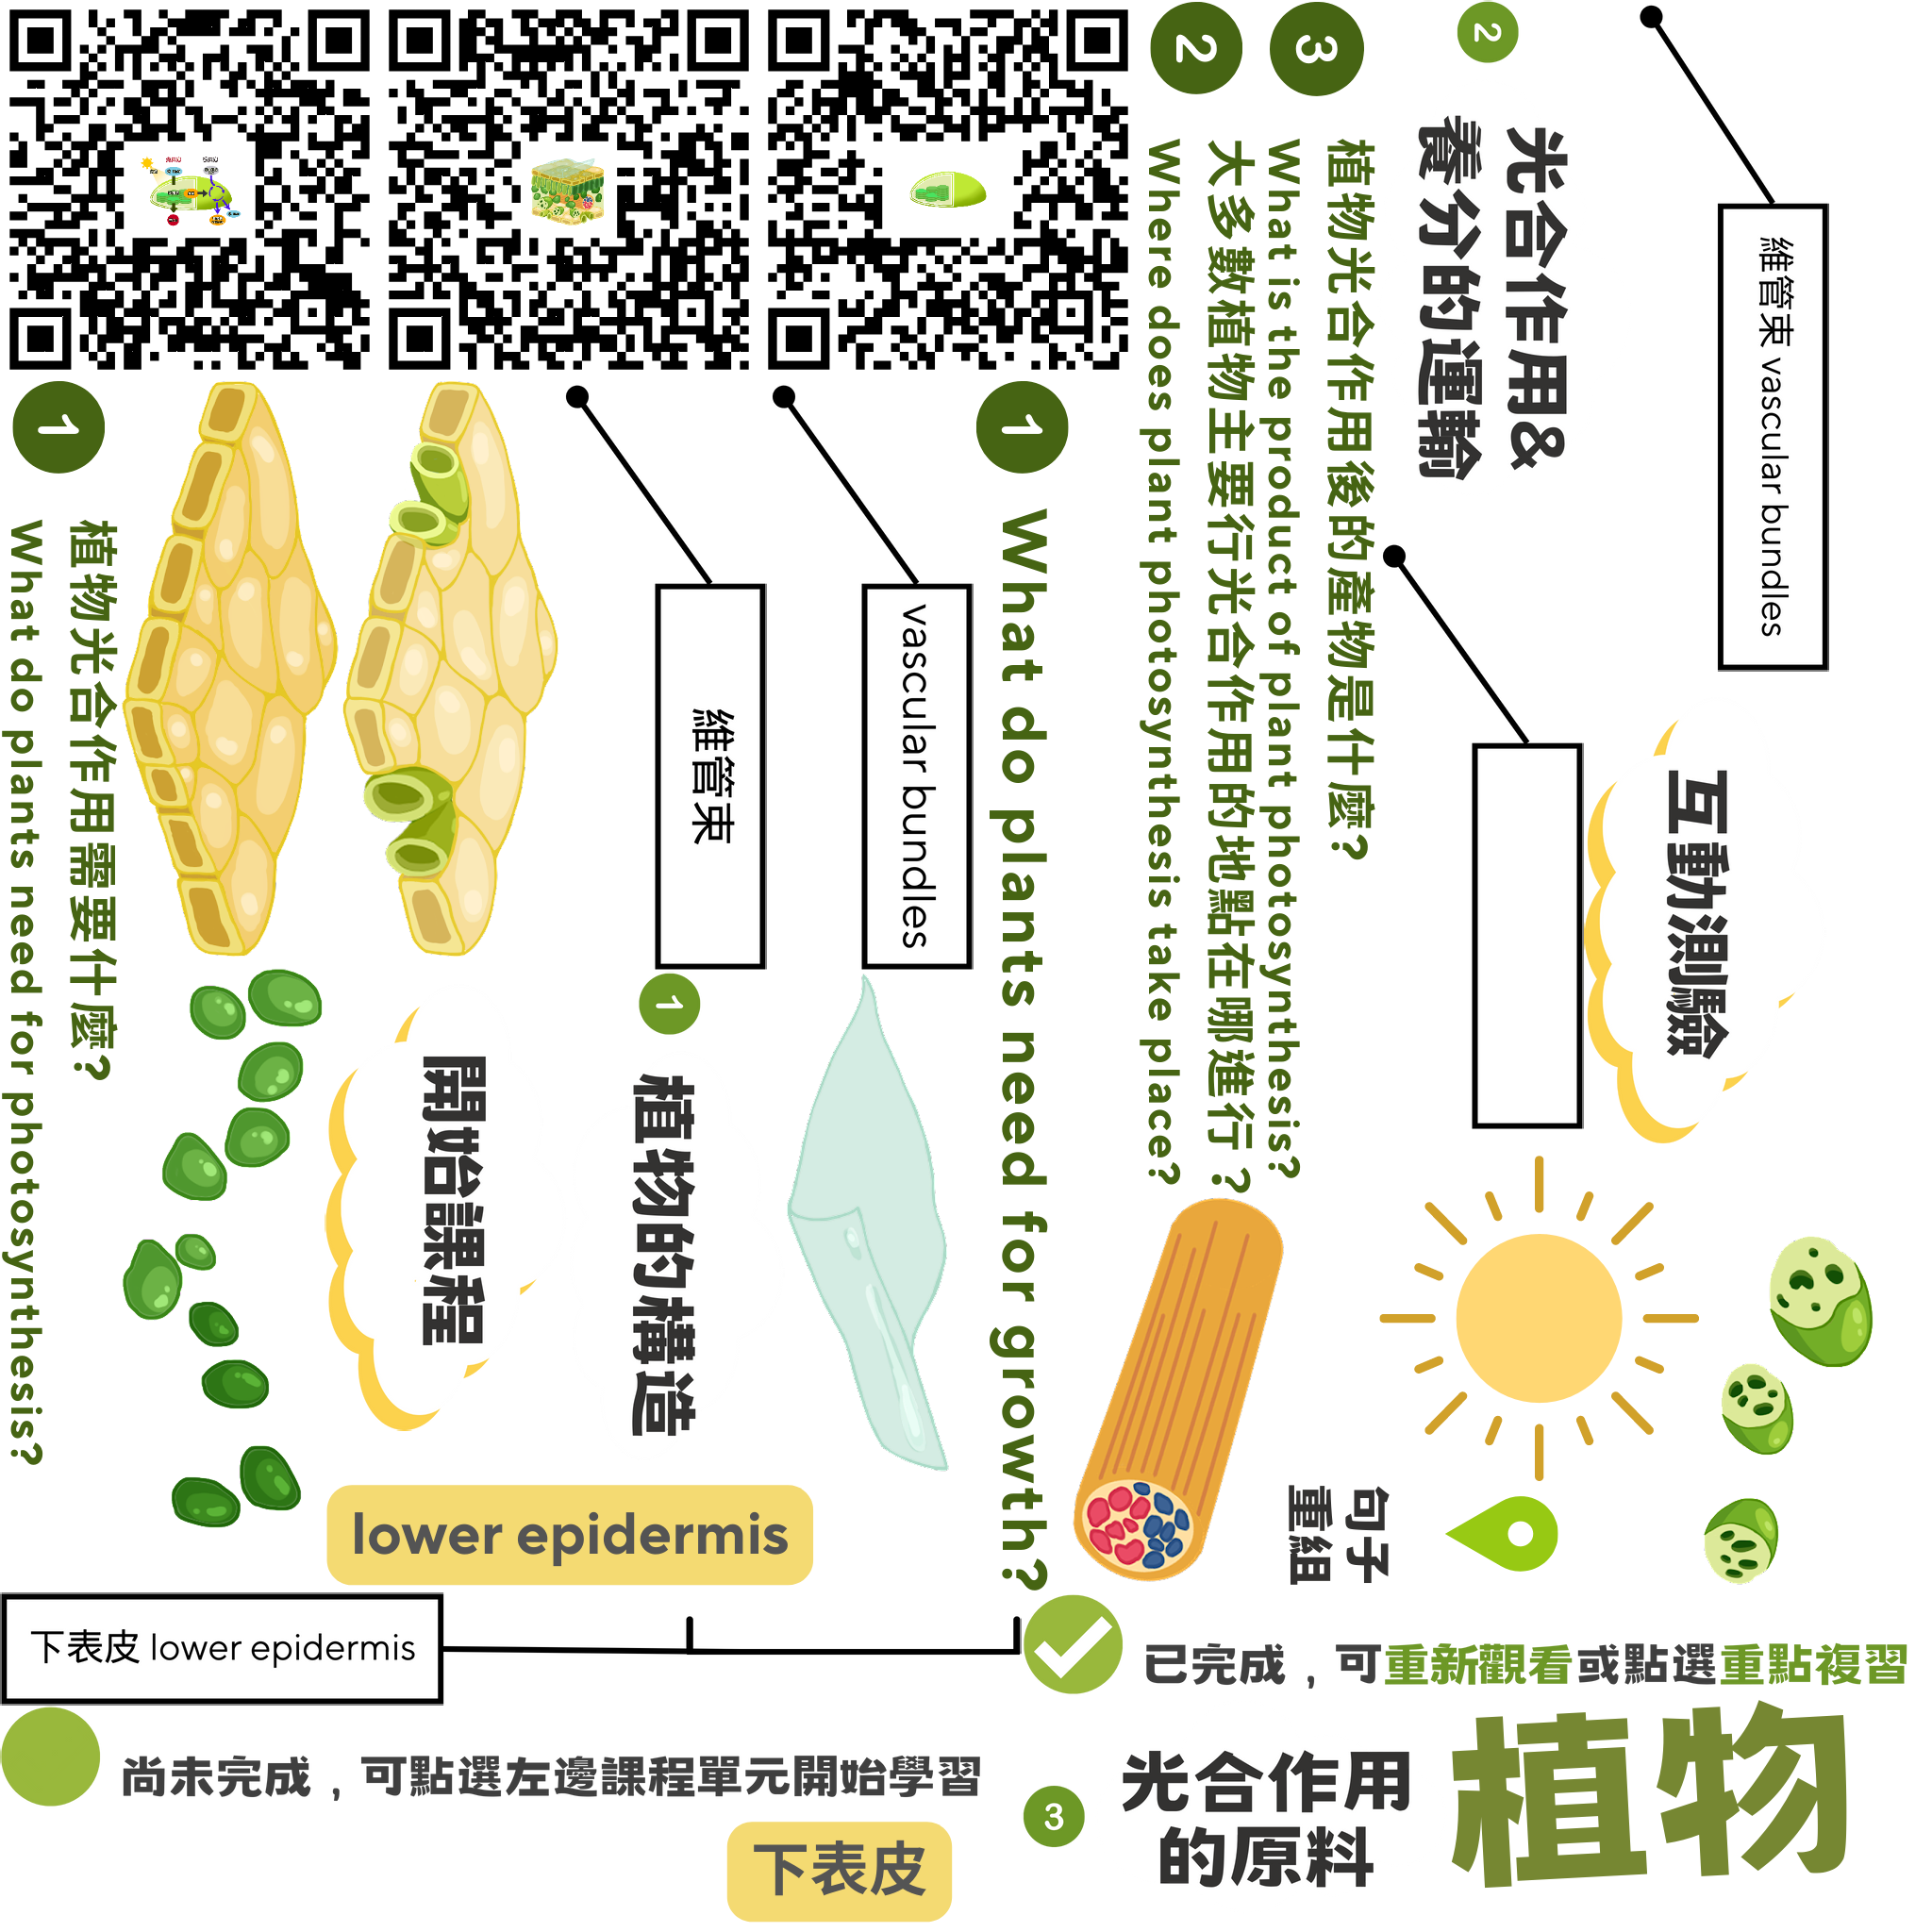 2
3
2
光合作用&
養分的運輸
維管束 vascular bundles
植物光合作用後的產物是什麼?
What is the product of plant photosynthesis?
大多數植物主要行光合作用的地點在哪進行?
Where does plant photosynthesis take place?
1
What do plants need for growth?
vascular bundles
維管束
1
植物光合作用需要什麼?
What do plants need for photosynthesis?
互動測驗
1
植物的構造
開始課程
句子
重組
lower epidermis
下表皮 lower epidermis
已完成,可重新觀看或點選重點複習
尚未完成,可點選左邊課程單元開始學習
3
光合作用
的原料
植物
下表皮